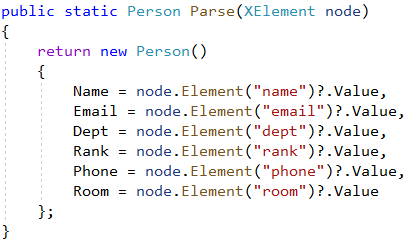 public static Person Parse(XElement node)
{
    return new Person()
    {
        Name = node.Element("name")?.Value,
        Email = node.Element("email")?.Value,
        Dept = node.Element("dept")?.Value,
        Rank = node.Element("rank")?.Value,
        Phone = node.Element("phone")?.Value,
        Room = node.Element("room")?.Value
    };
}